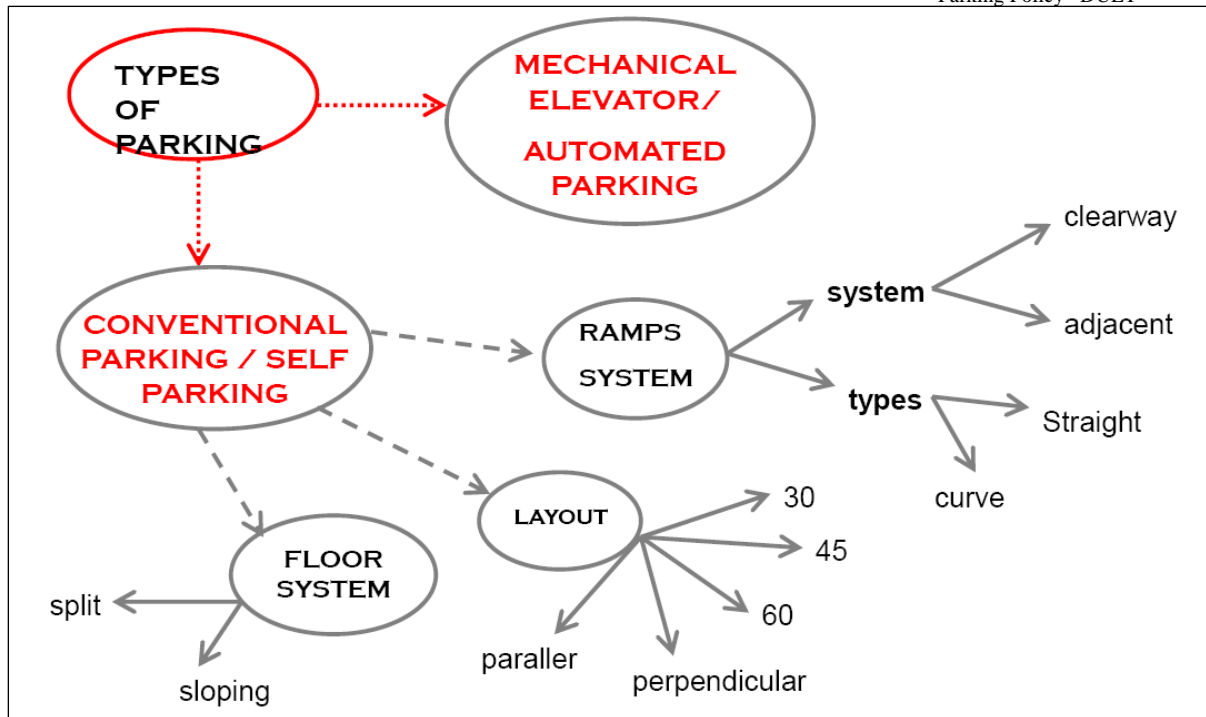 Parking Policy - DUET
TYPES
OF
PARKING
MECHANICAL
ELEVATOR/
AUTOMATED
PARKING
CONVENTIONAL
PARKING / SELF
PARKING
RAMPS
SYSTEM
system
clearway
adjacent
types
Straight
curve
LAYOUT
30
45
60
perpendicular
paraller
FLOOR
SYSTEM
split
sloping